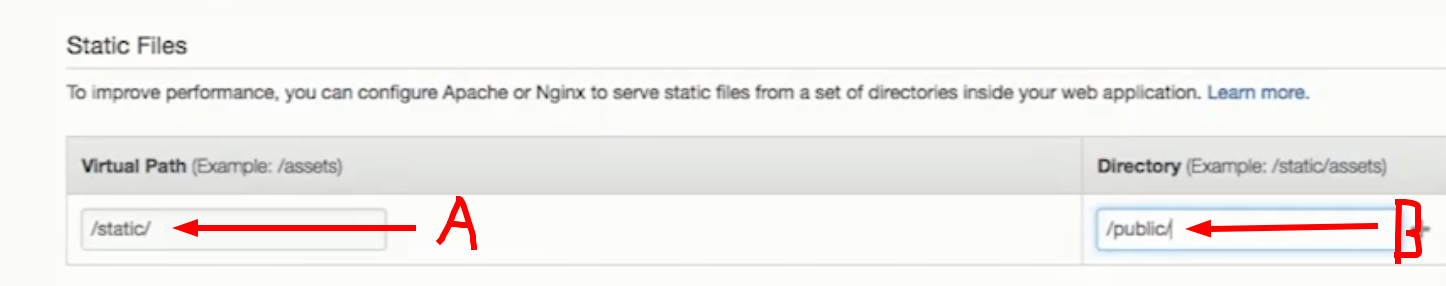 Static Files
To improve performance, you can configure Apache or Nginx to serve static files from a set of directories inside your web application. Learn more.
Virtual Path (Example: /assets) Directory (Example: /static/assets)
/static/ A /public/ B